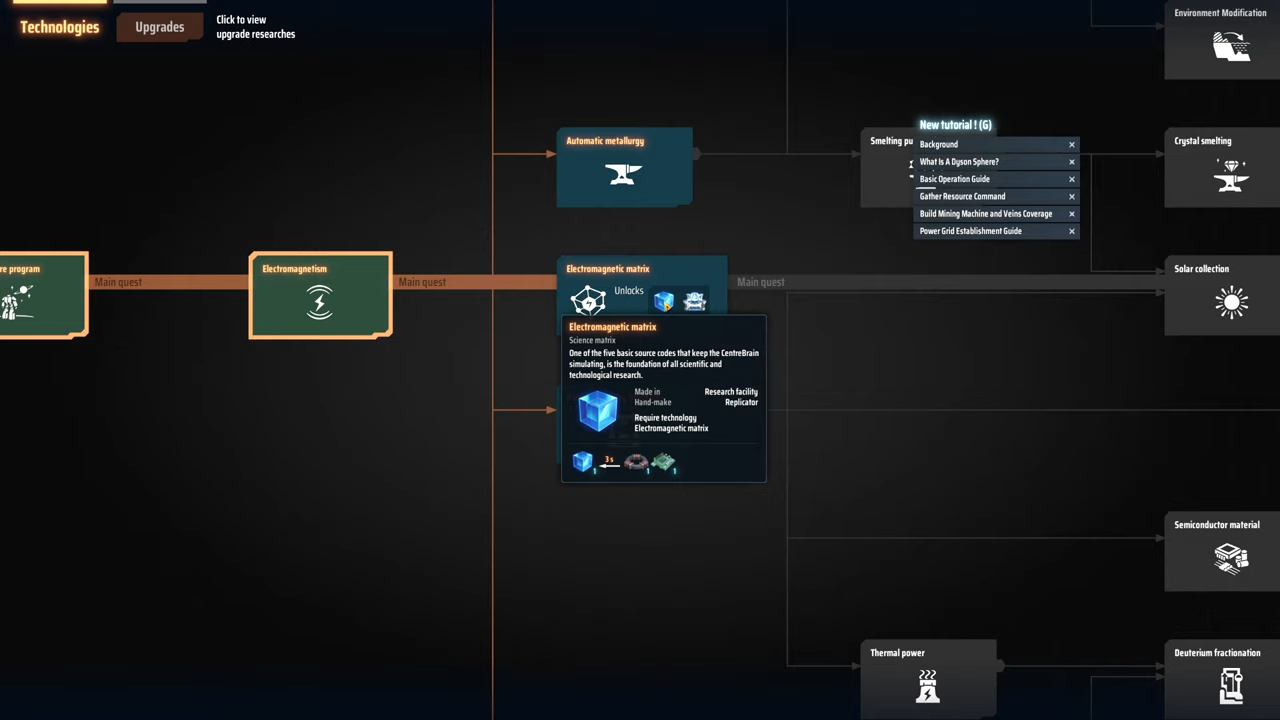 Technologies
Upgrades
Click to view
upgrade researches
Environment Modification
Automatic metallurgy
Smelting pu
New tutorial ! (G)
Background
What Is A Dyson Sphere?
Basic Operation Guide
Gather Resource Command
Build Mining Machine and Veins Coverage
Power Grid Establishment Guide
Crystal smelting
re program
Main quest
Electromagnetism
Main quest
Electromagnetic matrix
Unlocks
Main quest
Solar collection
Electromagnetic matrix
Science matrix
One of the five basic source codes that keep the CentreBrain
simulating, is the foundation of all scientific and
technological research.
Made in Research facility
Hand-make Replicator
Require technology
Electromagnetic matrix
1 3 s 1 1
Semiconductor material
Thermal power
Deuterium fractionation